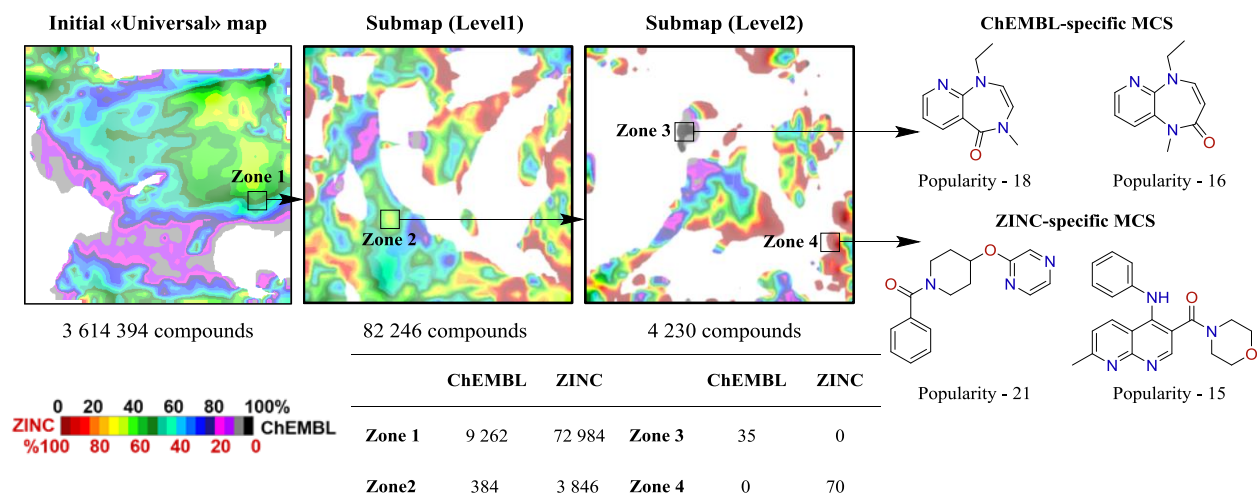 Initial «Universal» map
Submap (Level1)
Submap (Level2)
ChEMBL-specific MCS
Zone 1
Zone 2
Zone 3
Zone 4
N
N
N
O
N
N
N
O
Popularity - 18
Popularity - 16
ZINC-specific MCS
O
N
N
N
O
NH
O
N
O
N
N
Popularity - 21
Popularity - 15
3 614 394 compounds
82 246 compounds
4 230 compounds
0 20 40 60 80 100%
ZINC ChEMBL
%100 80 60 40 20 0
ChEMBL ZINC ChEMBL ZINC
Zone 1 9 262 72 984 Zone 3 35 0
Zone2 384 3 846 Zone 4 0 70